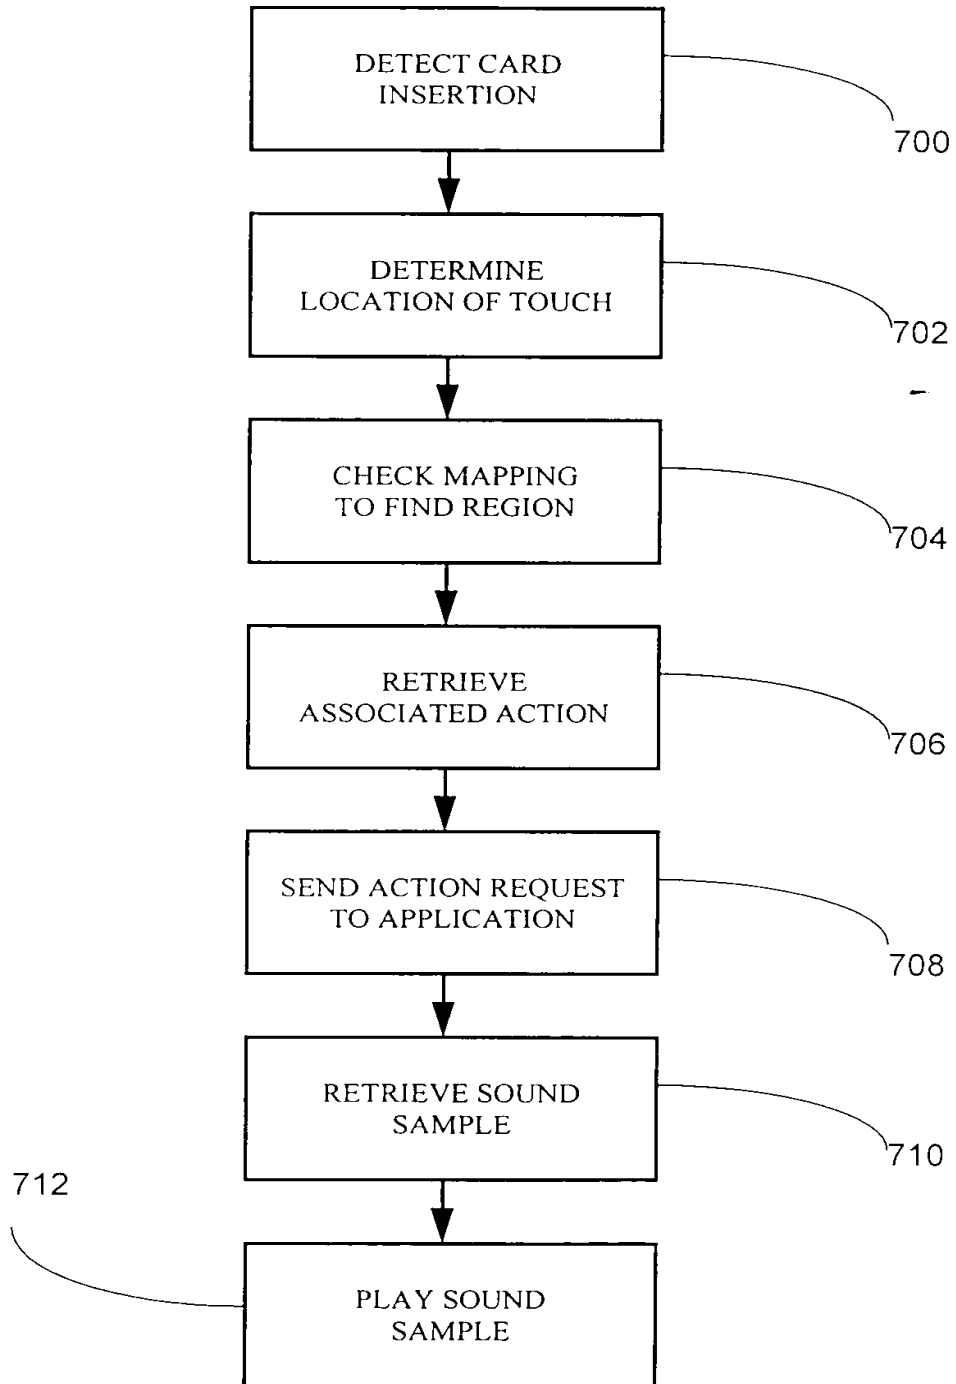 DETECT CARD
INSERTION
700
DETERMINE
LOCATION OF TOUCH
702
CHECK MAPPING
TO FIND REGION
704
RETRIEVE
ASSOCIATED ACTION
706
SEND ACTION REQUEST
TO APPLICATION
708
RETRIEVE SOUND
SAMPLE
710
712
PLAY SOUND
SAMPLE